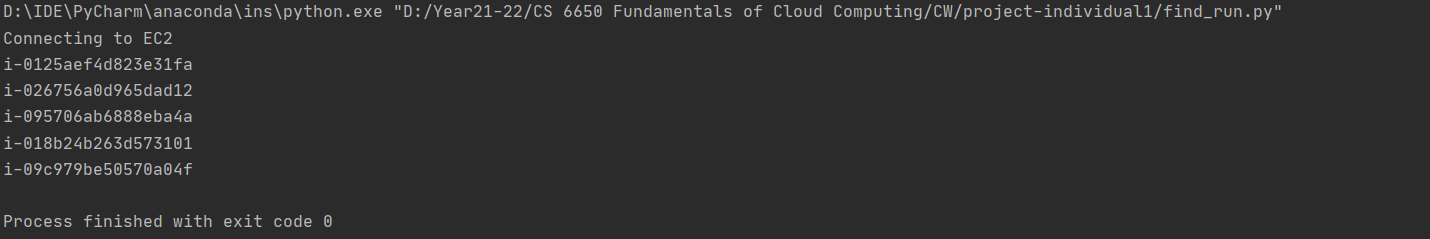 D:\IDE\PyCharm\anaconda\ins\python.exe "D:/Year21-22/CS 6650 Fundamentals of Cloud Computing/CW/project-individual1/find_run.py"
Connecting to EC2
i-0125aef4d823e31fa
i-026756a0d965dad12
i-095706ab6888eba4a
i-018b24b263d573101
i-09c979be50570a04f
Process finished with exit code 0